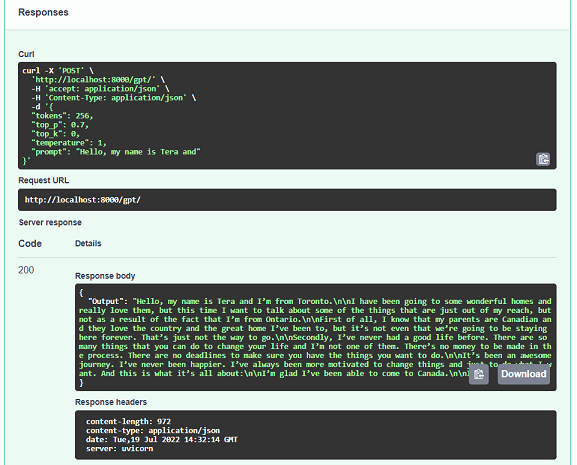 Responses
Curl
curl -X 'POST' \
'http://localhost:8000/gpt/' \
-H 'accept: application/json' \
-H 'Content-Type: application/json' \
-d '{
"tokens": 256,
"top_p": 0.7,
"top_k": 0,
"temperature": 1,
"prompt": "Hello, my name is Tera and"
}'
Request URL
http://localhost:8000/gpt/
Server response
Code Details
200
Response body
{
"Output": "Hello, my name is Tera and I’m from Toronto.\n\nI have been going to some wonderful homes and
really love them, but this time I want to talk about some of the things that are just out of my reach, but
not as a result of the fact that I’m from Ontario.\n\nFirst of all, I know that my parents are Canadian an
d they love the country and the great home I’ve been to, but it’s not even that we’re going to be staying
here forever. That’s just not the way to go.\n\nSecondly, I’ve never had a good life before. There are so
many things that you can do to change your life and I’m not one of them. There’s no money to be made in th
e process. There are no deadlines to make sure you have the things you want to do.\n\nIt’s been an awesome
journey. I’ve never been happier. I’ve always been more motivated to change things and just to do what I w
ant. And this is what it’s all about:\n\nI’m glad I’ve been able to come to Canada.\n\n
}
Download
Response headers
content-length: 972
content-type: application/json
date: Tue,19 Jul 2022 14:32:14 GMT
server: uvicorn